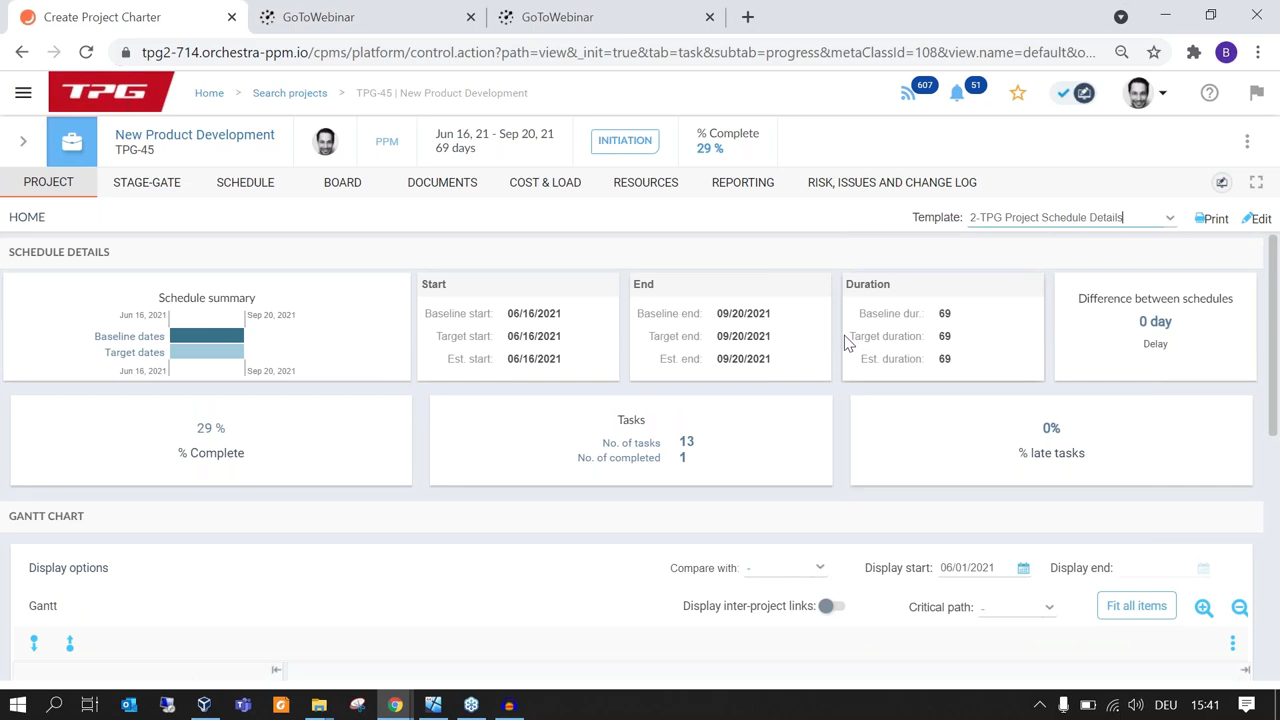 Create Project Charter
GoToWebinar
GoToWebinar
tpg2-714.orchestra-ppm.io/cpms/platform/control.action?path=view&_init=true&tab=task&subtab=progress&metaClassId=108&view.name=default&o...
B
TPG
Home > Search projects > TPG-45 | New Product Development
607
51
New Product Development
TPG-45
PPM
Jun 16, 21 - Sep 20, 21
69 days
INITIATION
% Complete
29 %
PROJECT STAGE-GATE SCHEDULE BOARD DOCUMENTS COST & LOAD RESOURCES REPORTING RISK, ISSUES AND CHANGE LOG
HOME
Template: 2-TPG Project Schedule Details
Print Edit
SCHEDULE DETAILS
Schedule summary
Jun 16, 2021 Sep 20, 2021
Baseline dates
Target dates
Jun 16, 2021 Sep 20, 2021
Start
Baseline start: 06/16/2021
Target start: 06/16/2021
Est. start: 06/16/2021
End
Baseline end: 09/20/2021
Target end: 09/20/2021
Est. end: 09/20/2021
Duration
Baseline dur.: 69
Target duration: 69
Est. duration: 69
Difference between schedules
0 day
Delay
29 %
% Complete
Tasks
No. of tasks 13
No. of completed 1
0%
% late tasks
GANTT CHART
Display options
Compare with: -
Display start: 06/01/2021
Display end:
Gantt
Display inter-project links:
Critical path: -
Fit all items
DEU 15:41